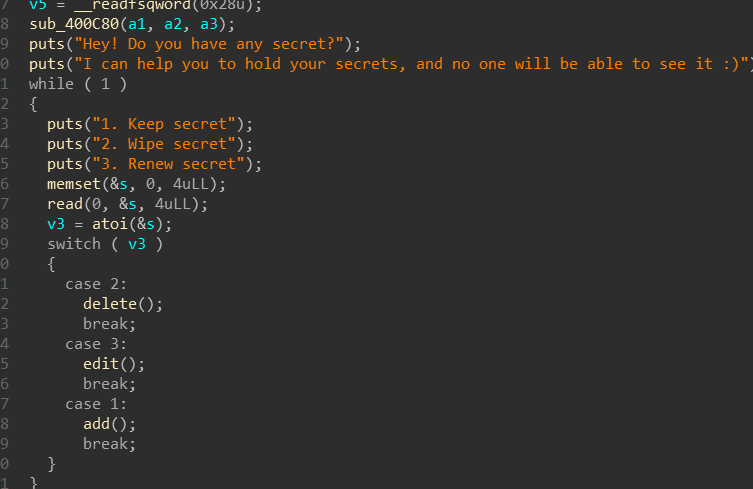 7 v5 = __readfsqword(0x28u);
8 sub_400C80(a1, a2, a3);
9 puts("Hey! Do you have any secret?");
0 puts("I can help you to hold your secrets, and no one will be able to see it :)")
1 while ( 1 )
2 {
3 puts("1. Keep secret");
4 puts("2. Wipe secret");
5 puts("3. Renew secret");
6 memset(&s, 0, 4uLL);
7 read(0, &s, 4uLL);
8 v3 = atoi(&s);
9 switch ( v3 )
0 {
1 case 2:
2 delete();
3 break;
4 case 3:
5 edit();
6 break;
7 case 1:
8 add();
9 break;
0 }
1 }